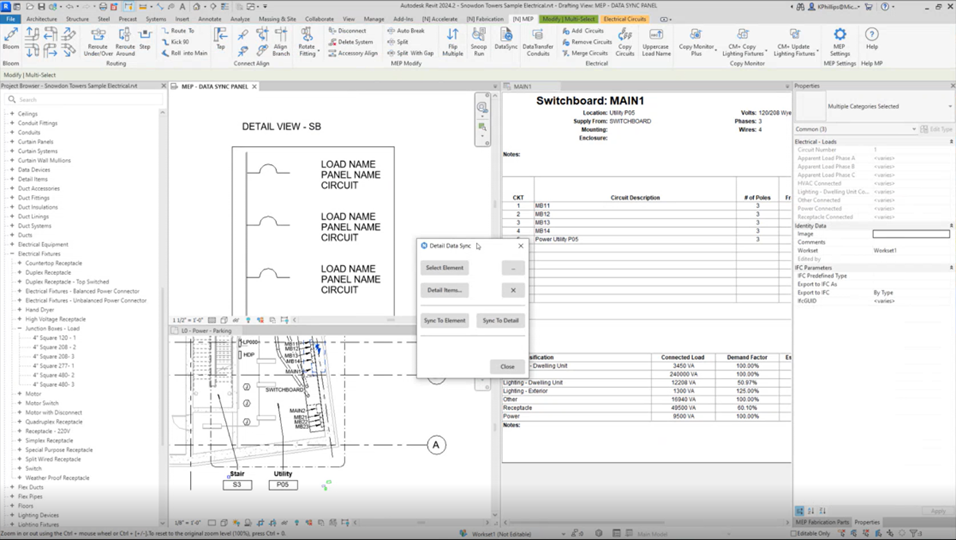 Autodesk Revit 2024.2 - Snowdon Towers Sample Electrical.rvt - Drafting View: DATA SYNC PANEL
KPhillips@Mic...
File Architecture Structure Steel Precast Systems Insert Annotate Analyze Massing & Site Collaborate View Manage Add-Ins [N] Accelerate [N] Fabrication [N] MEP Modify | Multi-Select Electrical Circuits
Bloom
Reroute Under/Over
Route Around
Step
Route To
Kick 90
Roll into Main
Tap
Above
In Line
Accessory Align
Rotate Fitting
Disconnect
Delete System
Auto Break
Split
Split With Gap
Flip Multiple
Snoop Run
DataSync
DataTransfer Conduits
Add Circuits
Remove Circuits
Merge Circuits
Copy Circuits
Uppercase Load Name
Copy Monitor Plus
CM+ Copy Lighting Fixtures
CM+ Update Lighting Fixtures
MEP Settings
Help
Bloom Routing Connect Align MEP Modify Electrical Copy Monitor MEP Settings Help MP
Modify | Multi-Select
Project Browser - Snowdon Towers Sample Electrical.rvt
Search
Ceilings
Conduit Fittings
Conduits
Curtain Panels
Curtain Systems
Curtain Wall Mullions
Data Devices
Detail Items
Duct Accessories
Duct Fittings
Duct Insulations
Duct Linings
Duct Systems
Ducts
Electrical Equipment
Electrical Fixtures
Countertop Receptacle
Duplex Receptacle
Duplex Receptacle - Top Switched
Electrical Fixtures - Balanced Power Connector
Electrical Fixtures - Unbalanced Power Connector
Hand Dryer
High Voltage Receptacle
Junction Boxes - Load
4" Square 120 - 1
4" Square 208 - 1
4" Square 208- 3
4" Square 277- 1
4" Square 480- 1
4" Square 480- 3
Motor
Motor Switch
Motor with Disconnect
Quadruplex Receptacle
Receptacle - 220V
Simplex Receptacle
Special Purpose Receptacle
Split Wired Receptacle
Switch
Weather Proof Receptacle
Flex Ducts
Flex Pipes
Floors
Generic Models
Lighting Fixtures
MEP - DATA SYNC PANEL
DETAIL VIEW - SB
LOAD NAME
PANEL NAME
CIRCUIT
LOAD NAME
PANEL NAME
CIRCUIT
LOAD NAME
PANEL NAME
CIRCUIT
1 1/2" = 1'-0"
L0 - Power - Parking
LP000
HDP
MB11
MB12
MB13
MB14
MAIN1
SWITCHBOARD
MAIN2
MB21
MB22
MB23
A
Stair
S3
Utility
P05
1/8" = 1'-0"
Detail Data Sync
Select Element ...
Detail Items...
Sync To Element Sync To Detail
Close
MAIN1
Switchboard: MAIN1
Location: Utility P05
Supply From: SWITCHBOARD
Mounting:
Enclosure:
Volts: 120/208 Wye
Phases: 3
Wires: 4
Notes:
CKT Circuit Description # of Poles
1 MB11 3
2 MB12 3
3 MB13 3
4 MB14 3
Power Utility P05 3
Connected Load Demand Factor
- Dwelling Unit 3450 VA 100.00%
240000 VA 100.00%
Lighting - Dwelling Unit 12208 VA 50.97%
Lighting - Exterior 1300 VA 125.00%
Other 16940 VA 100.00%
Receptacle 49500 VA 60.10%
Power 9500 VA 100.00%
Notes:
Properties
Multiple Categories Selected
Common (3) Edit Type
Electrical - Loads
Circuit Number 1
Apparent Load Phase A <varies>
Apparent Load Phase B <varies>
Apparent Load Phase C <varies>
HVAC Connected <varies>
Lighting - Dwelling Unit Co... <varies>
Other Connected <varies>
Power Connected <varies>
Receptacle Connected <varies>
Identity Data
Image
Comments
Workset Workset1
Edited by
IFC Parameters
IFC Predefined Type
Export to IFC As
Export to IFC By Type
IfcGUID <varies>
Apply
MEP Fabrication Parts Properties
Zoom in or out using the Ctrl + mouse wheel or Ctrl + [+]/[-]. To reset to the original zoom level (100%), press Ctrl + 0.
Workset1 (Not Editable)
Main Model
Editable Only